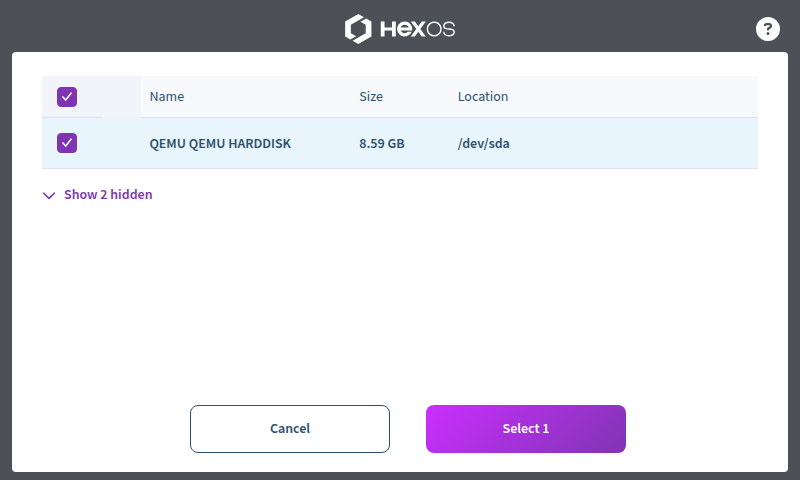 HEXOS
?
Name Size Location
QEMU QEMU HARDDISK 8.59 GB /dev/sda
Show 2 hidden
Cancel Select 1